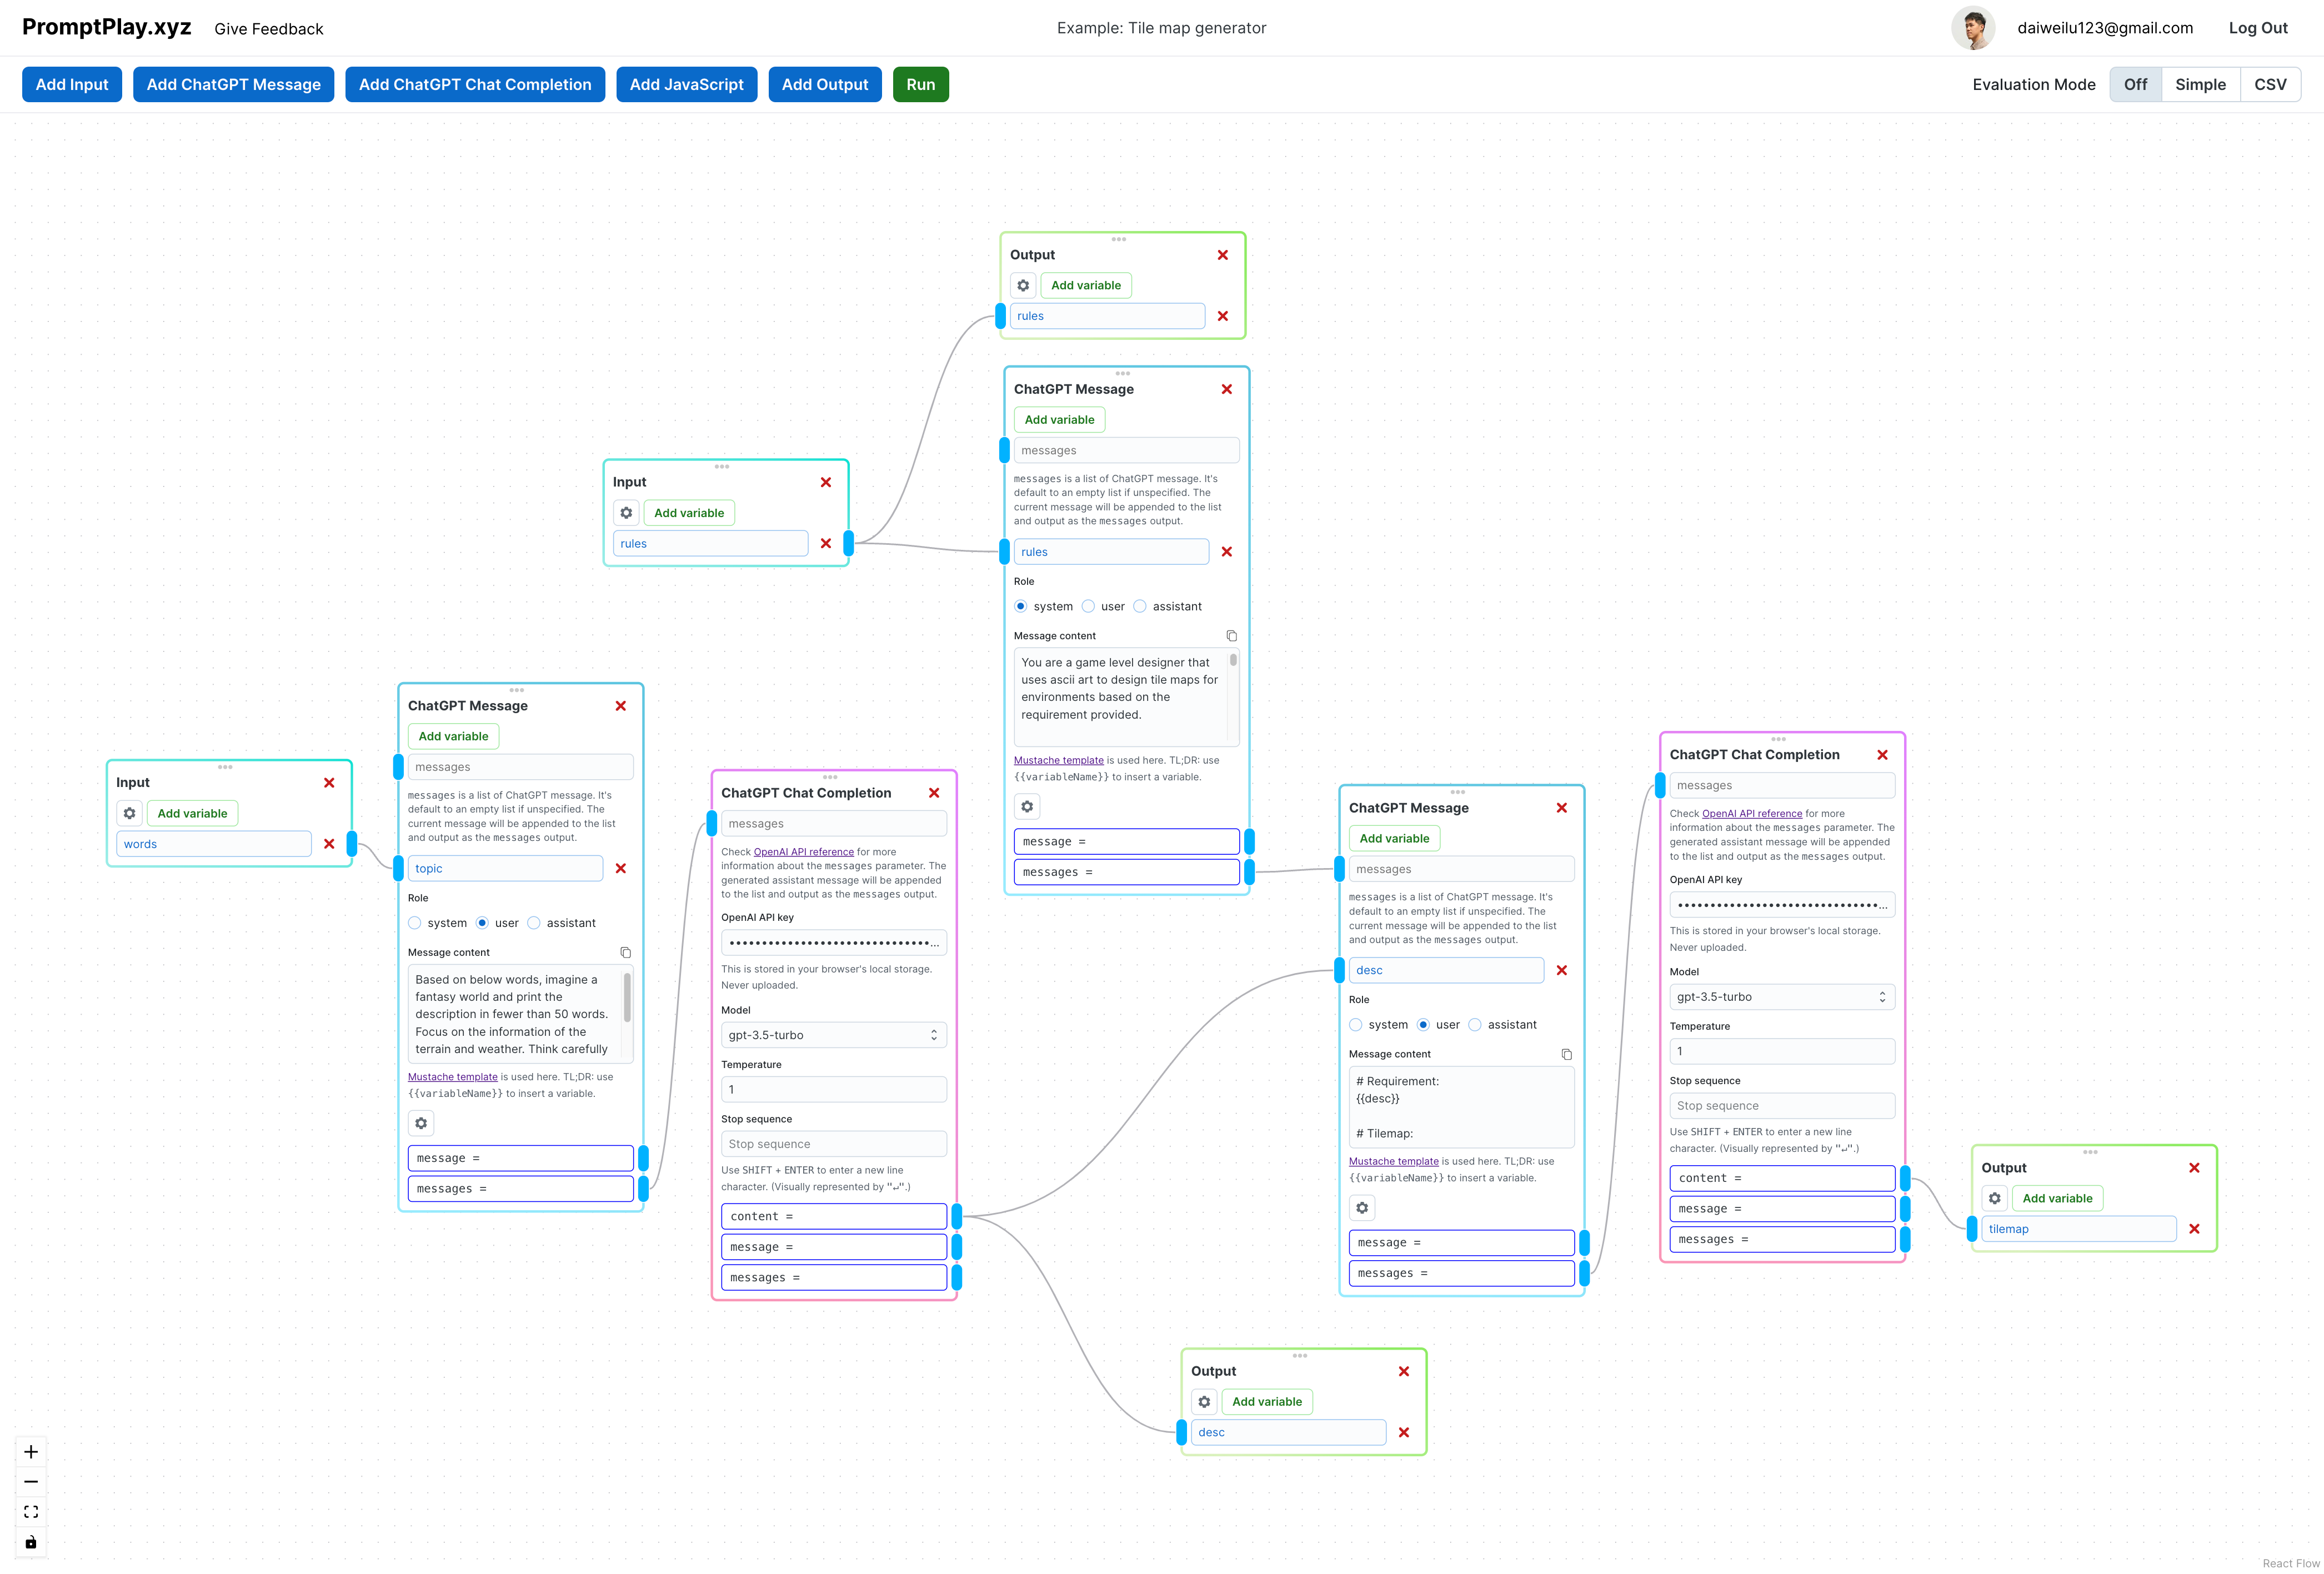 PromptPlay.xyz
Give Feedback
Example: Tile map generator
daiweilu123@gmail.com
Log Out
Add Input
Add ChatGPT Message
Add ChatGPT Chat Completion
Add JavaScript
Add Output
Run
Evaluation Mode
Off
Simple
CSV
Output
Add variable
rules
ChatGPT Message
Add variable
messages
messages is a list of ChatGPT message. It's
default to an empty list if unspecified. The
current message will be appended to the list
and output as the messages output.
rules
Role
system
user
assistant
Message content
You are a game level designer that
uses ascii art to design tile maps for
environments based on the
requirement provided.
Mustache template is used here. TL;DR: use
{{variableName}} to insert a variable.
message =
messages =
Input
Add variable
rules
Input
Add variable
words
ChatGPT Message
Add variable
messages
messages is a list of ChatGPT message. It's
default to an empty list if unspecified. The
current message will be appended to the list
and output as the messages output.
topic
Role
system
user
assistant
Message content
Based on below words, imagine a
fantasy world and print the
description in fewer than 50 words.
Focus on the information of the
terrain and weather. Think carefully
Mustache template is used here. TL;DR: use
{{variableName}} to insert a variable.
message =
messages =
ChatGPT Chat Completion
messages
Check OpenAI API reference for more
information about the messages parameter. The
generated assistant message will be appended
to the list and output as the messages output.
OpenAI API key
••••••••••••••••••••••••••••••••...
This is stored in your browser's local storage.
Never uploaded.
Model
gpt-3.5-turbo
Temperature
1
Stop sequence
Stop sequence
Use SHIFT + ENTER to enter a new line
character. (Visually represented by "↵".)
content =
message =
messages =
ChatGPT Message
Add variable
messages
messages is a list of ChatGPT message. It's
default to an empty list if unspecified. The
current message will be appended to the list
and output as the messages output.
desc
Role
system
user
assistant
Message content
# Requirement:
{{desc}}
# Tilemap:
Mustache template is used here. TL;DR: use
{{variableName}} to insert a variable.
message =
messages =
ChatGPT Chat Completion
messages
Check OpenAI API reference for more
information about the messages parameter. The
generated assistant message will be appended
to the list and output as the messages output.
OpenAI API key
•••••••••••••••••••••••••••••••...
This is stored in your browser's local storage.
Never uploaded.
Model
gpt-3.5-turbo
Temperature
1
Stop sequence
Stop sequence
Use SHIFT + ENTER to enter a new line
character. (Visually represented by "↵".)
content =
message =
messages =
Output
Add variable
tilemap
Output
Add variable
desc
React Flow